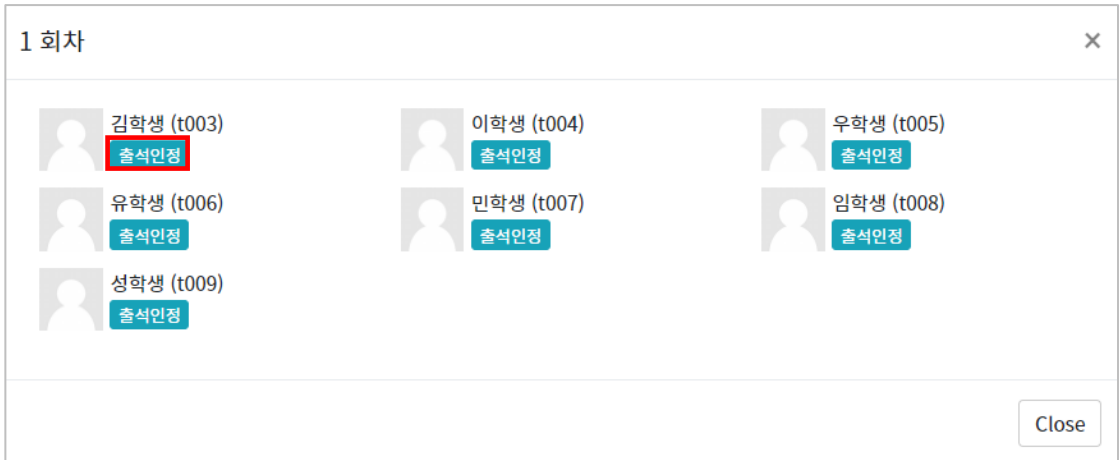 1 회차
×
김학생 (t003)
출석인정
이학생 (t004)
출석인정
우학생 (t005)
출석인정
유학생 (t006)
출석인정
민학생 (t007)
출석인정
임학생 (t008)
출석인정
성학생 (t009)
출석인정
Close